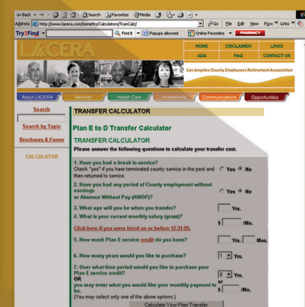 Back
Search Favorites Media
Address http://www.lacera.com/benefits/Calculators/TranCalc/ Go File Edit View Favorites Links
Try2Find Find it Popups allowed Online Favorites PHARMACY
LACERA
HOME DISCLAIMER LINKS
ADA FAQ CONTACT US
Los Angeles County Employees Retirement Association
About LACERA Benefits Health Care Investments Communications Opportunities
Search
Search by Topic
Brochures & Forms
CALCULATOR
TRANSFER CALCULATOR
Plan E to D Transfer Calculator
TRANSFER CALCULATOR
Please answer the following questions to calculate your transfer cost.
1. Have you had a break in service?
Check "yes" if you have terminated county service in the past and then returned to service. Yes No
2. Have you had any period of County employment without earnings
or Absence Without Pay (AWOP)? Yes No
3. What age will you be when you transfer? Yrs.
4. What is your current monthly salary (gross)? $ /Mo.
Click here if you were hired on or before 12.31.95.
5. How much Plan E service credit do you have? Yrs. Mos.
6. How many years would you like to purchase? Yrs.
7. Over what time period would you like to purchase your
Plan E service credit? Yrs.
OR or
you may enter what you would like your monthly payment to
be. $ /Mo.
(You may select only one of the above options.)
Calculate Your Plan Transfer